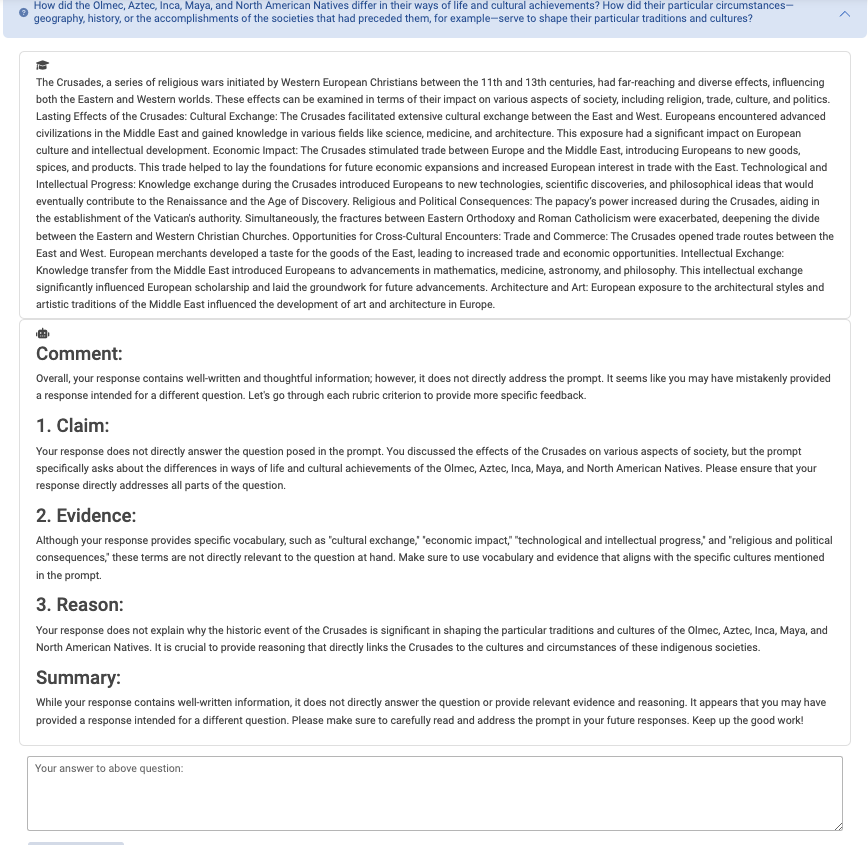 How did the Olmec, Aztec, Inca, Maya, and North American Natives differ in their ways of life and cultural achievements? How did their particular circumstances—
geography, history, or the accomplishments of the societies that had preceded them, for example—serve to shape their particular traditions and cultures?
The Crusades, a series of religious wars initiated by Western European Christians between the 11th and 13th centuries, had far-reaching and diverse effects, influencing
both the Eastern and Western worlds. These effects can be examined in terms of their impact on various aspects of society, including religion, trade, culture, and politics.
Lasting Effects of the Crusades: Cultural Exchange: The Crusades facilitated extensive cultural exchange between the East and West. Europeans encountered advanced
civilizations in the Middle East and gained knowledge in various fields like science, medicine, and architecture. This exposure had a significant impact on European
culture and intellectual development. Economic Impact: The Crusades stimulated trade between Europe and the Middle East, introducing Europeans to new goods,
spices, and products. This trade helped to lay the foundations for future economic expansions and increased European interest in trade with the East. Technological and
Intellectual Progress: Knowledge exchange during the Crusades introduced Europeans to new technologies, scientific discoveries, and philosophical ideas that would
eventually contribute to the Renaissance and the Age of Discovery. Religious and Political Consequences: The papacy's power increased during the Crusades, aiding in
the establishment of the Vatican's authority. Simultaneously, the fractures between Eastern Orthodoxy and Roman Catholicism were exacerbated, deepening the divide
between the Eastern and Western Christian Churches. Opportunities for Cross-Cultural Encounters: Trade and Commerce: The Crusades opened trade routes between the
East and West. European merchants developed a taste for the goods of the East, leading to increased trade and economic opportunities. Intellectual Exchange:
Knowledge transfer from the Middle East introduced Europeans to advancements in mathematics, medicine, astronomy, and philosophy. This intellectual exchange
significantly influenced European scholarship and laid the groundwork for future advancements. Architecture and Art: European exposure to the architectural styles and
artistic traditions of the Middle East influenced the development of art and architecture in Europe.
Comment:
Overall, your response contains well-written and thoughtful information; however, it does not directly address the prompt. It seems like you may have mistakenly provided
a response intended for a different question. Let's go through each rubric criterion to provide more specific feedback.
1. Claim:
Your response does not directly answer the question posed in the prompt. You discussed the effects of the Crusades on various aspects of society, but the prompt
specifically asks about the differences in ways of life and cultural achievements of the Olmec, Aztec, Inca, Maya, and North American Natives. Please ensure that your
response directly addresses all parts of the question.
2. Evidence:
Although your response provides specific vocabulary, such as "cultural exchange," "economic impact," "technological and intellectual progress," and "religious and political
consequences," these terms are not directly relevant to the question at hand. Make sure to use vocabulary and evidence that aligns with the specific cultures mentioned
in the prompt.
3. Reason:
Your response does not explain why the historic event of the Crusades is significant in shaping the particular traditions and cultures of the Olmec, Aztec, Inca, Maya, and
North American Natives. It is crucial to provide reasoning that directly links the Crusades to the cultures and circumstances of these indigenous societies.
Summary:
While your response contains well-written information, it does not directly answer the question or provide relevant evidence and reasoning. It appears that you may have
provided a response intended for a different question. Please make sure to carefully read and address the prompt in your future responses. Keep up the good work!
Your answer to above question: